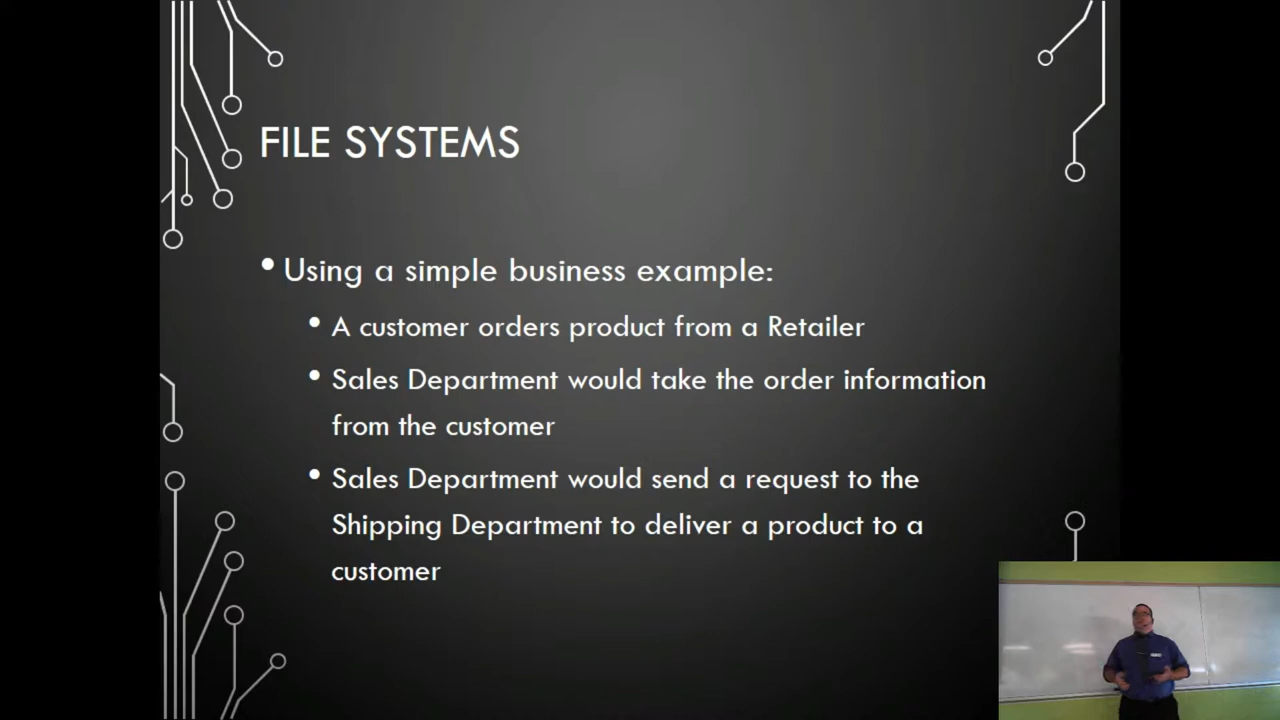 FILE SYSTEMS
• Using a simple business example:
• A customer orders product from a Retailer
• Sales Department would take the order information
from the customer
• Sales Department would send a request to the
Shipping Department to deliver a product to a
customer